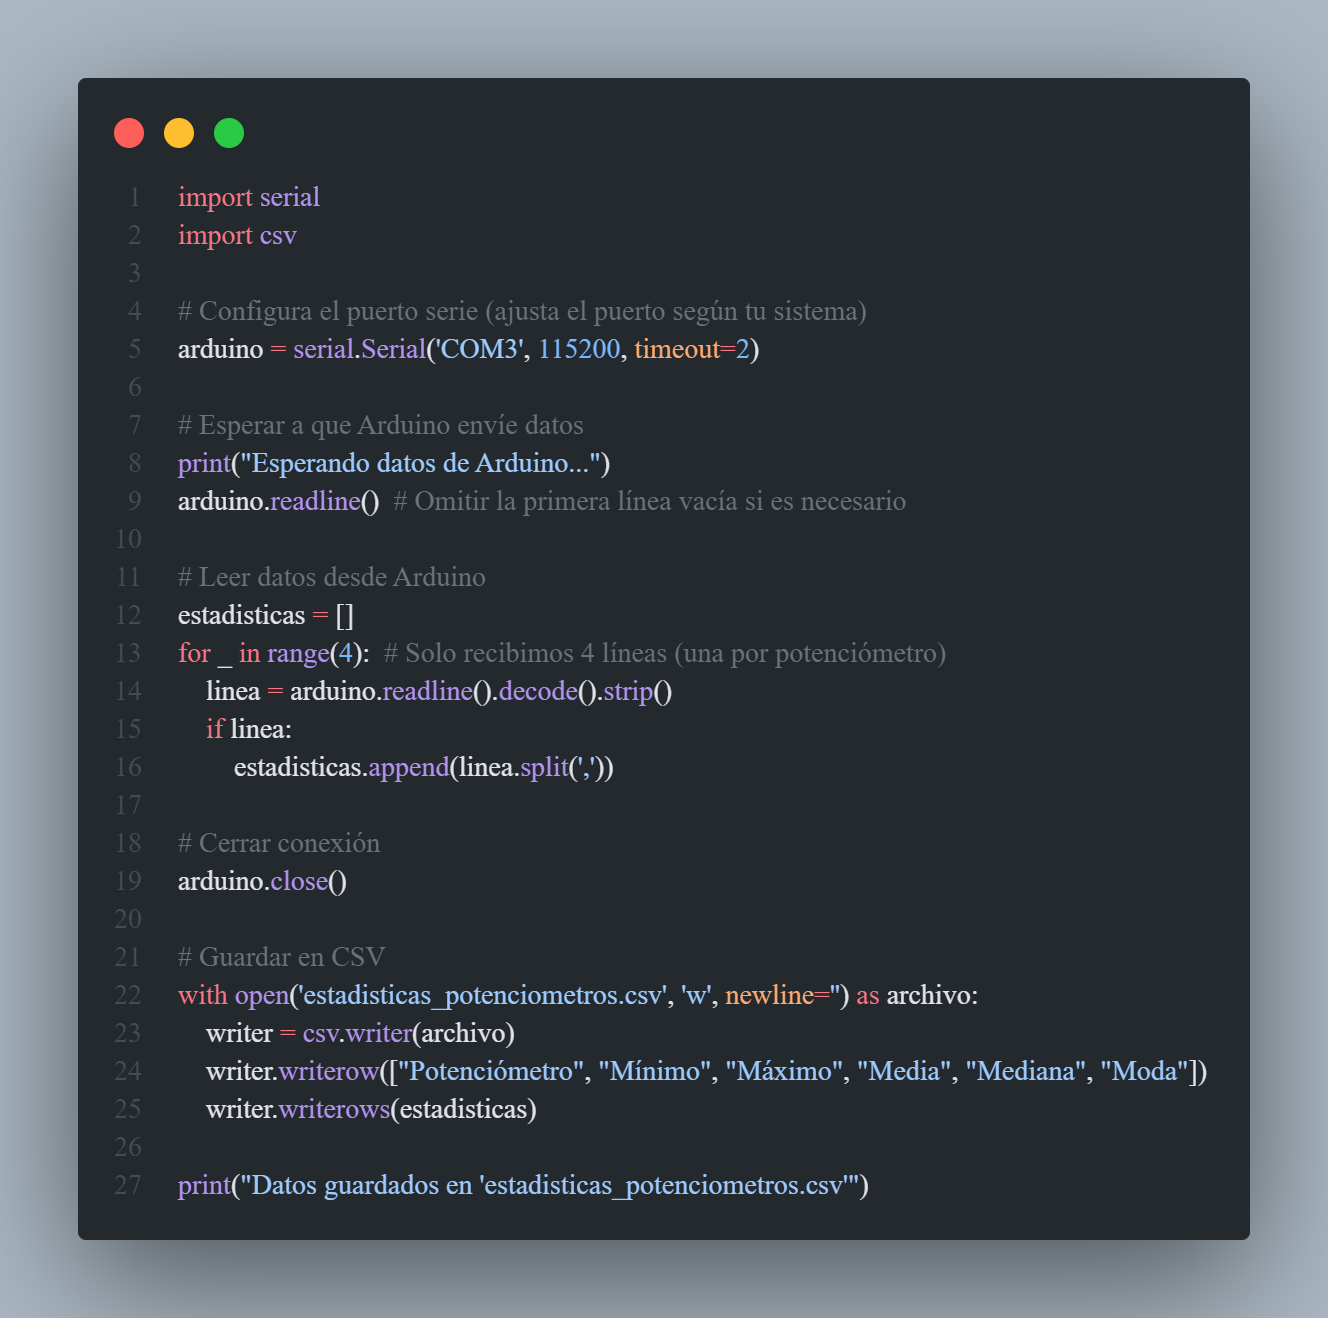 1 import serial
2 import csv
3
4 # Configura el puerto serie (ajusta el puerto según tu sistema)
5 arduino = serial.Serial('COM3', 115200, timeout=2)
6
7 # Esperar a que Arduino envíe datos
8 print("Esperando datos de Arduino...")
9 arduino.readline()  # Omitir la primera línea vacía si es necesario
10
11 # Leer datos desde Arduino
12 estadisticas = []
13 for _ in range(4):  # Solo recibimos 4 líneas (una por potenciómetro)
14     linea = arduino.readline().decode().strip()
15     if linea:
16         estadisticas.append(linea.split(','))
17
18 # Cerrar conexión
19 arduino.close()
20
21 # Guardar en CSV
22 with open('estadisticas_potenciometros.csv', 'w', newline='') as archivo:
23     writer = csv.writer(archivo)
24     writer.writerow(["Potenciómetro", "Mínimo", "Máximo", "Media", "Mediana", "Moda"])
25     writer.writerows(estadisticas)
26
27 print("Datos guardados en 'estadisticas_potenciometros.csv'")